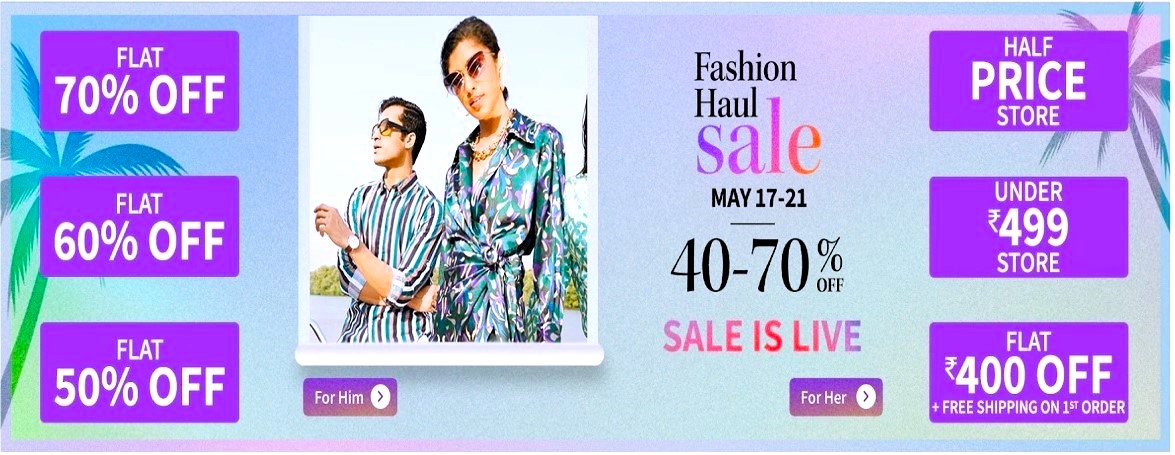 FLAT
70% OFF
FLAT
60% OFF
FLAT
50% OFF
For Him
Fashion
Haul
sale
MAY 17-21
40-70% OFF
SALE IS LIVE
For Her
HALF
PRICE
STORE
UNDER
₹499
STORE
FLAT
₹400 OFF
+ FREE SHIPPING ON 1ST ORDER